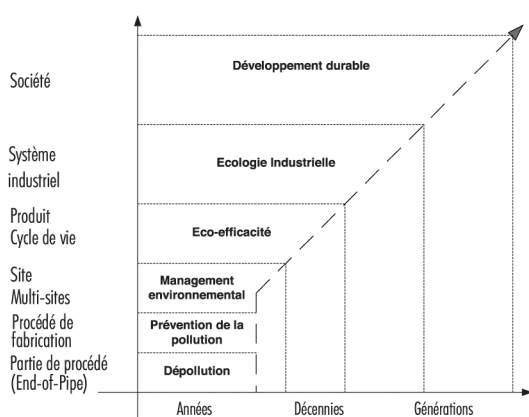 Société
Développement durable
Système
industriel
Ecologie Industrielle
Produit
Cycle de vie
Eco-efficacité
Site
Multi-sites
Management
environnemental
Procédé de
fabrication
Prévention de la
pollution
Partie de procédé
(End-of-Pipe)
Dépollution
Années
Décennies
Générations